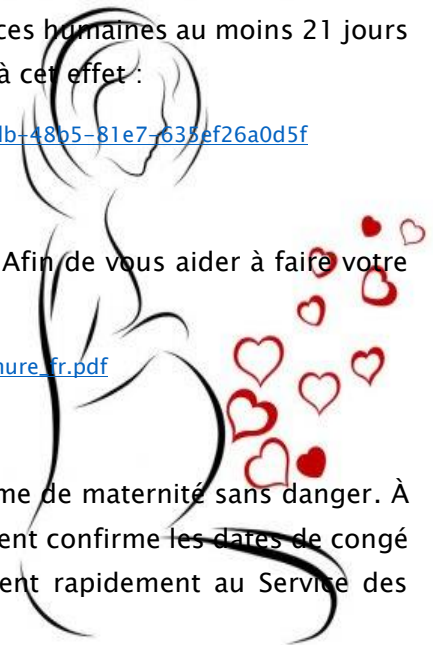 ces humaines au moins 21 jours
à cet effet :
db-48b5-81e7-635ef26a0d5f
Afin de vous aider à faire votre
hure_fr.pdf
me de maternité sans danger. À
ent confirme les dates de congé
ent rapidement au Service des